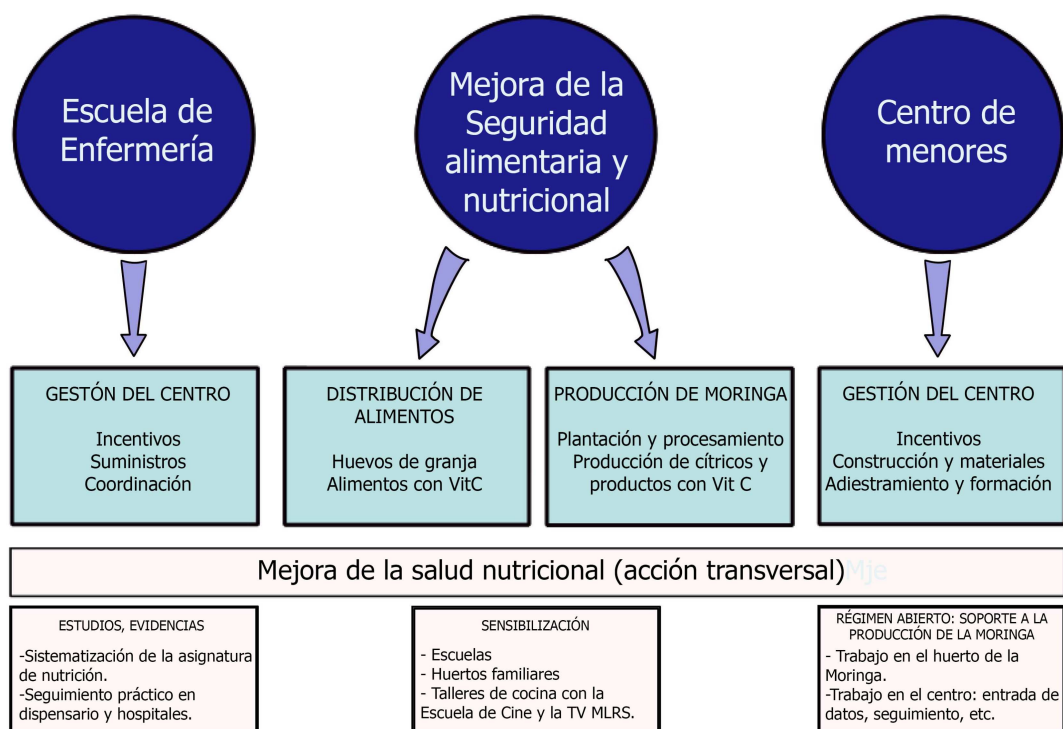 Escuela de
Enfermería
Mejora de la
Seguridad
alimentaria y
nutricional
Centro de
menores
GESTÓN DEL CENTRO
Incentivos
Suministros
Coordinación
DISTRIBUCIÓN DE
ALIMENTOS
Huevos de granja
Alimentos con VitC
PRODUCCIÓN DE MORINGA
Plantación y procesamiento
Producción de cítricos y
productos con Vit C
GESTIÓN DEL CENTRO
Incentivos
Construcción y materiales
Adiestramiento y formación
Mejora de la salud nutricional (acción transversal) Mje
ESTUDIOS, EVIDENCIAS
-Sistematización de la asignatura
de nutrición.
-Seguimiento práctico en
dispensario y hospitales.
SENSIBILIZACIÓN
- Escuelas
- Huertos familiares
- Talleres de cocina con la
Escuela de Cine y la TV MLRS.
RÉGIMEN ABIERTO: SOPORTE A LA
PRODUCCIÓN DE LA MORINGA
- Trabajo en el huerto de la
Moringa.
-Trabajo en el centro: entrada de
datos, seguimiento, etc.